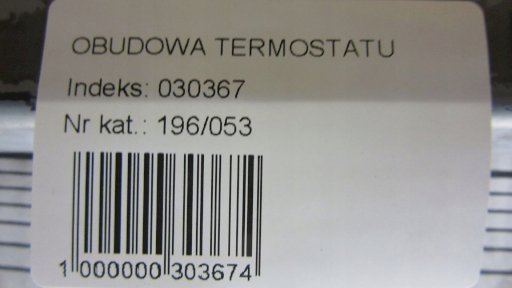 OBUDOWA TERMOSTATU
Indeks: 030367
Nr kat.: 196/053
1 000000 303674